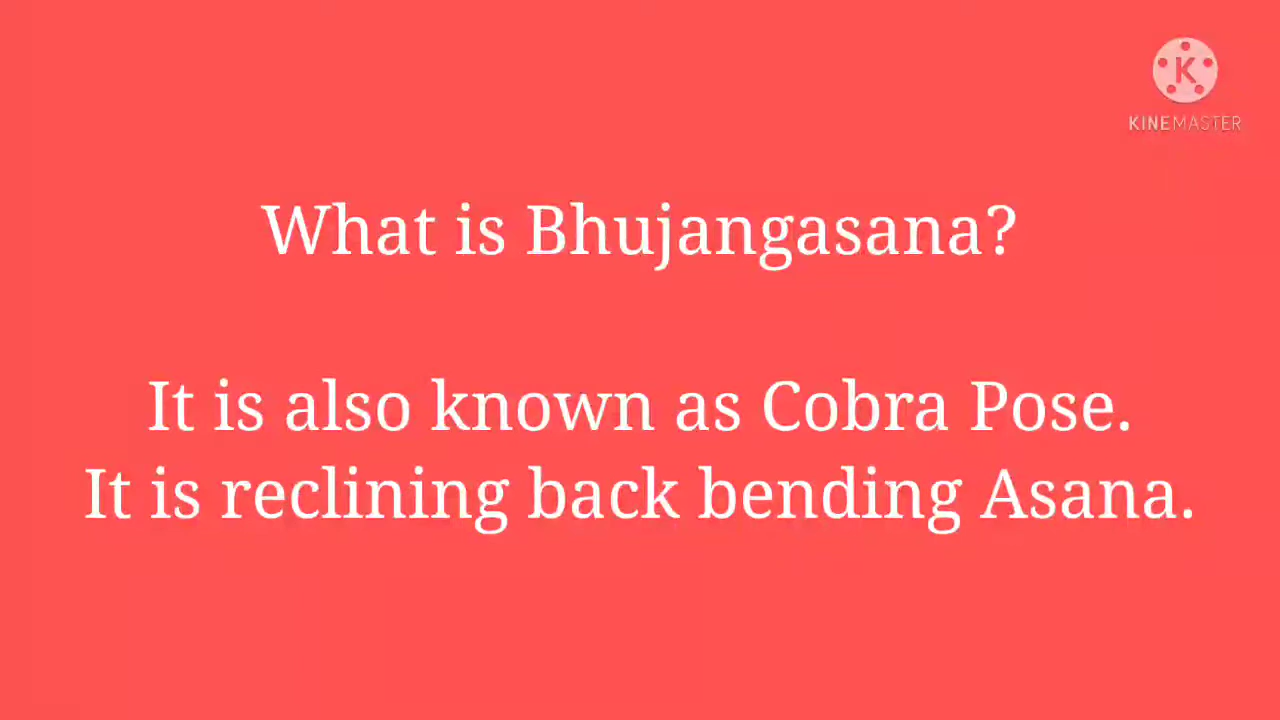 K
KINEMASTER
What is Bhujangasana?
It is also known as Cobra Pose.
It is reclining back bending Asana.